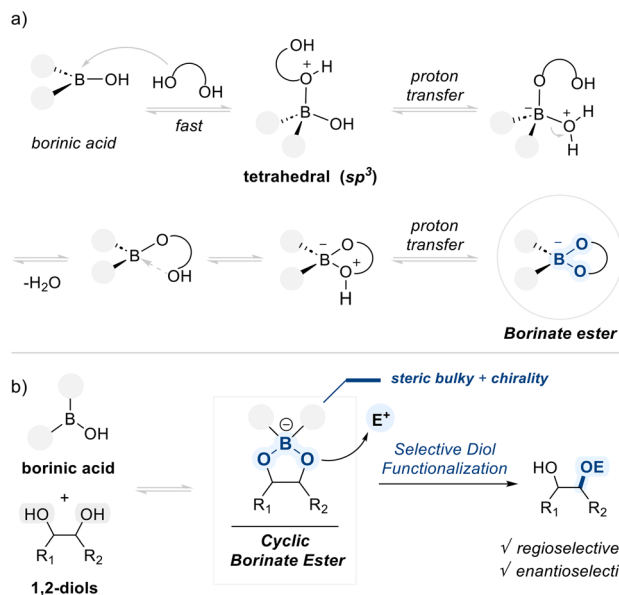 a)
B
OH
HO
OH
borinic acid
fast
OH
+
O
H
B
OH
tetrahedral (sp³)
proton
transfer
O
OH
−
B
+
O
H
H
-H₂O
B
O
OH
−
B
O
O
+
H
proton
transfer
−
B
O
O
Borinate ester
b)
B
OH
borinic acid
+
HO
OH
R₁
R₂
1,2-diols
steric bulky + chirality
−
B
O
O
R₁
R₂
E⁺
Cyclic
Borinate Ester
Selective Diol
Functionalization
HO
OE
R₁
R₂
√ regioselective
√ enantioselecti